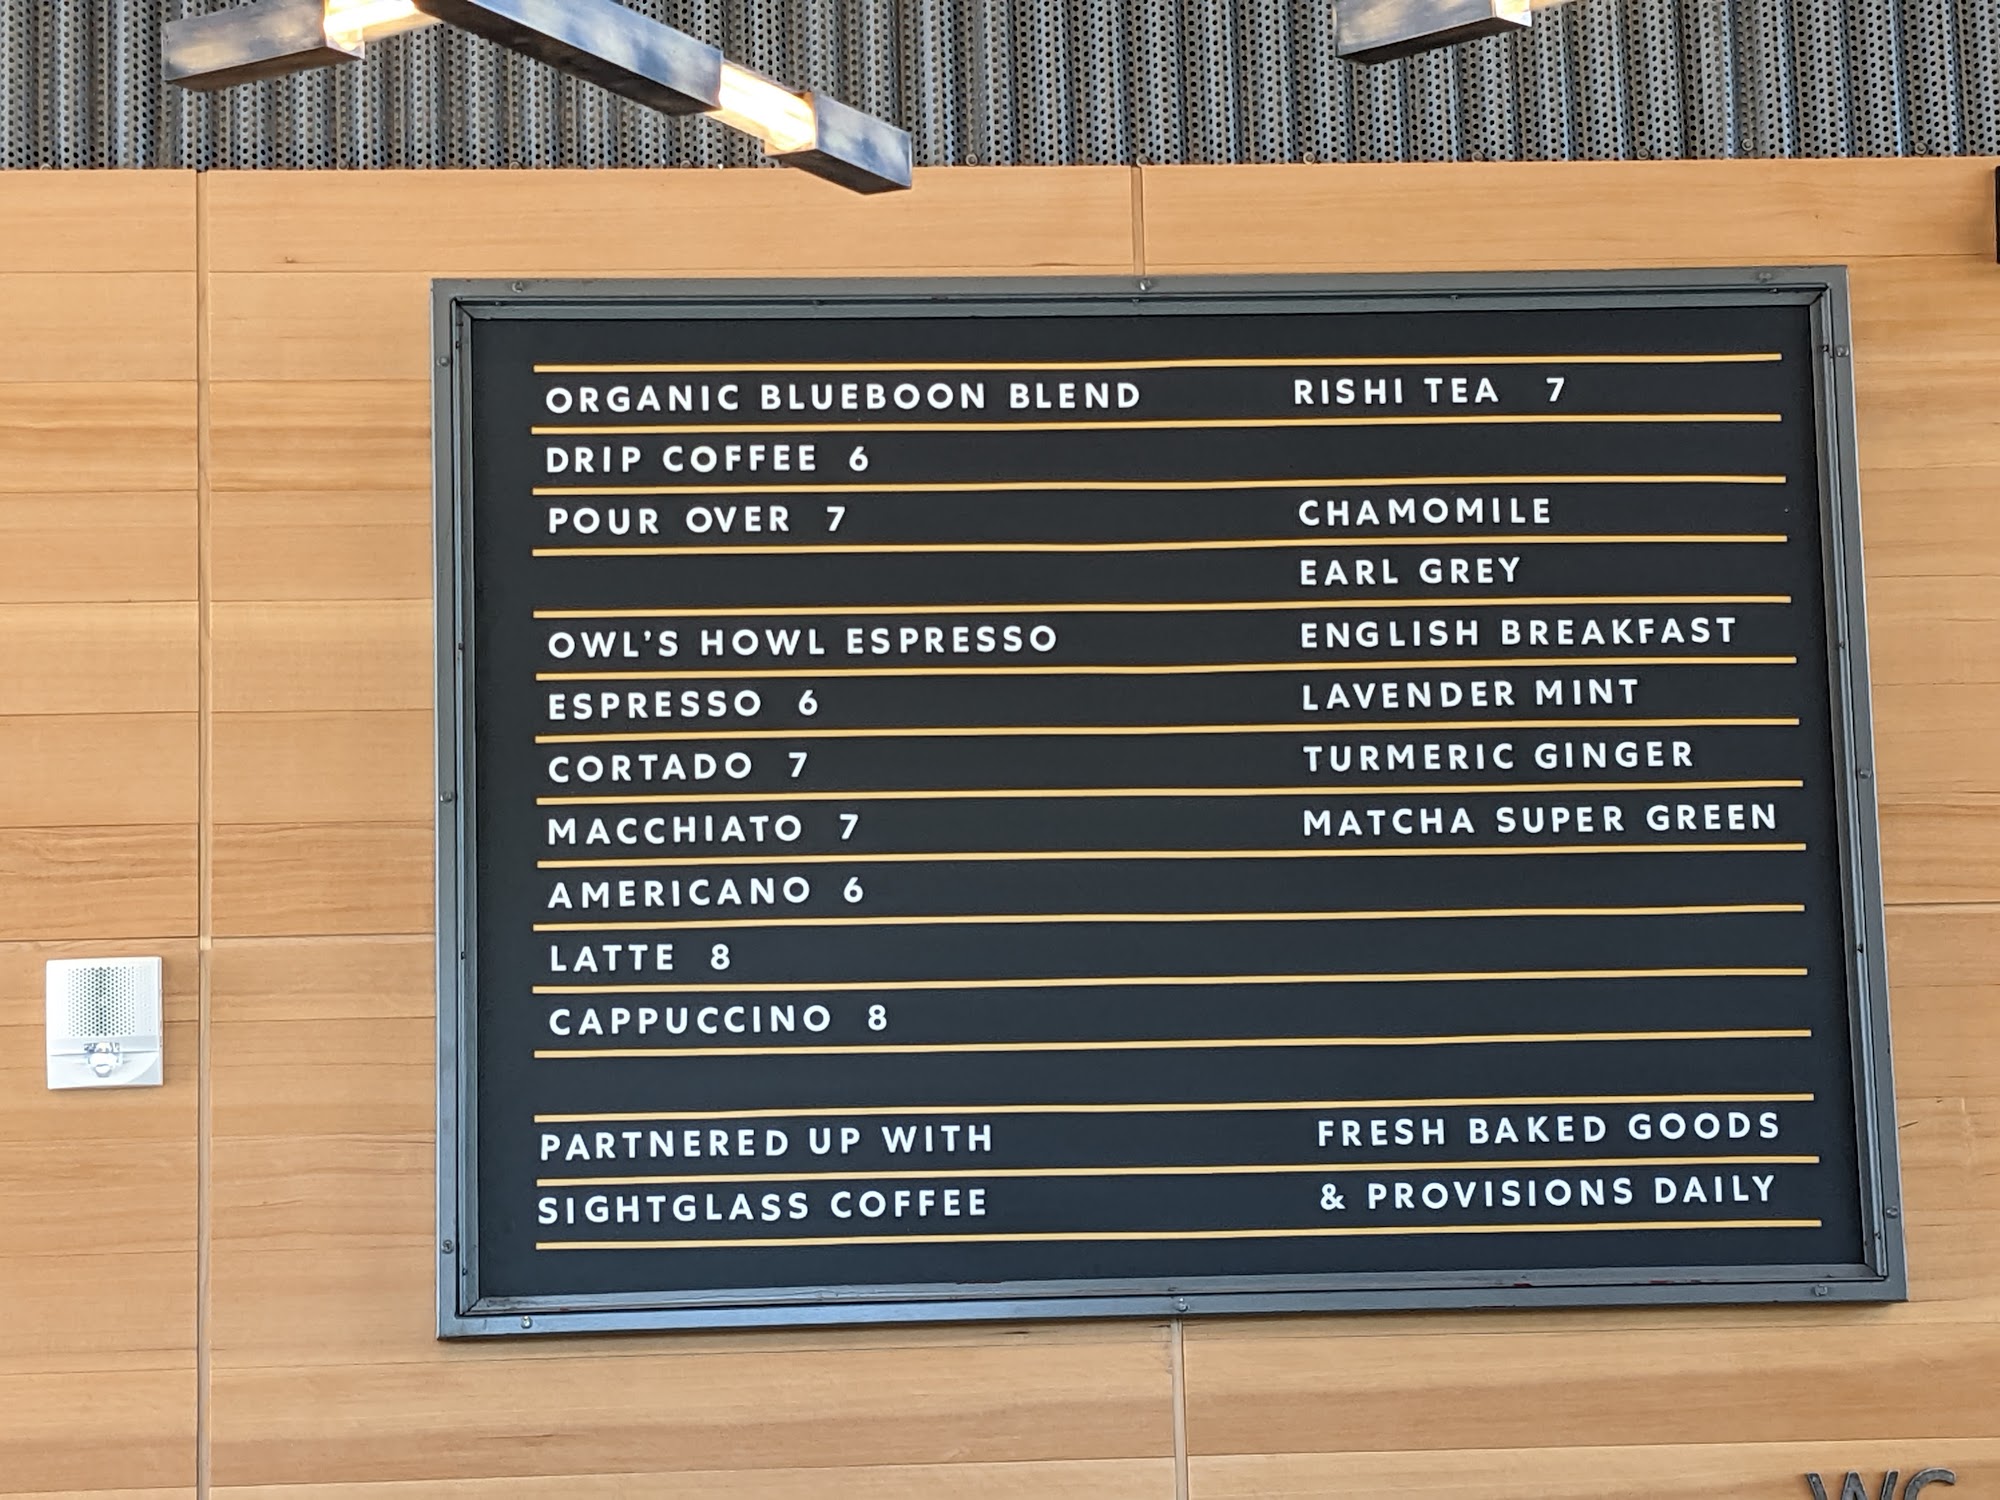 ORGANIC BLUEBOON BLEND
DRIP COFFEE 6
POUR OVER 7
OWL'S HOWL ESPRESSO
ESPRESSO 6
CORTADO 7
MACCHIATO 7
AMERICANO 6
LATTE 8
CAPPUCCINO 8
PARTNERED UP WITH
SIGHTGLASS COFFEE
RISHI TEA 7
CHAMOMILE
EARL GREY
ENGLISH BREAKFAST
LAVENDER MINT
TURMERIC GINGER
MATCHA SUPER GREEN
FRESH BAKED GOODS
& PROVISIONS DAILY